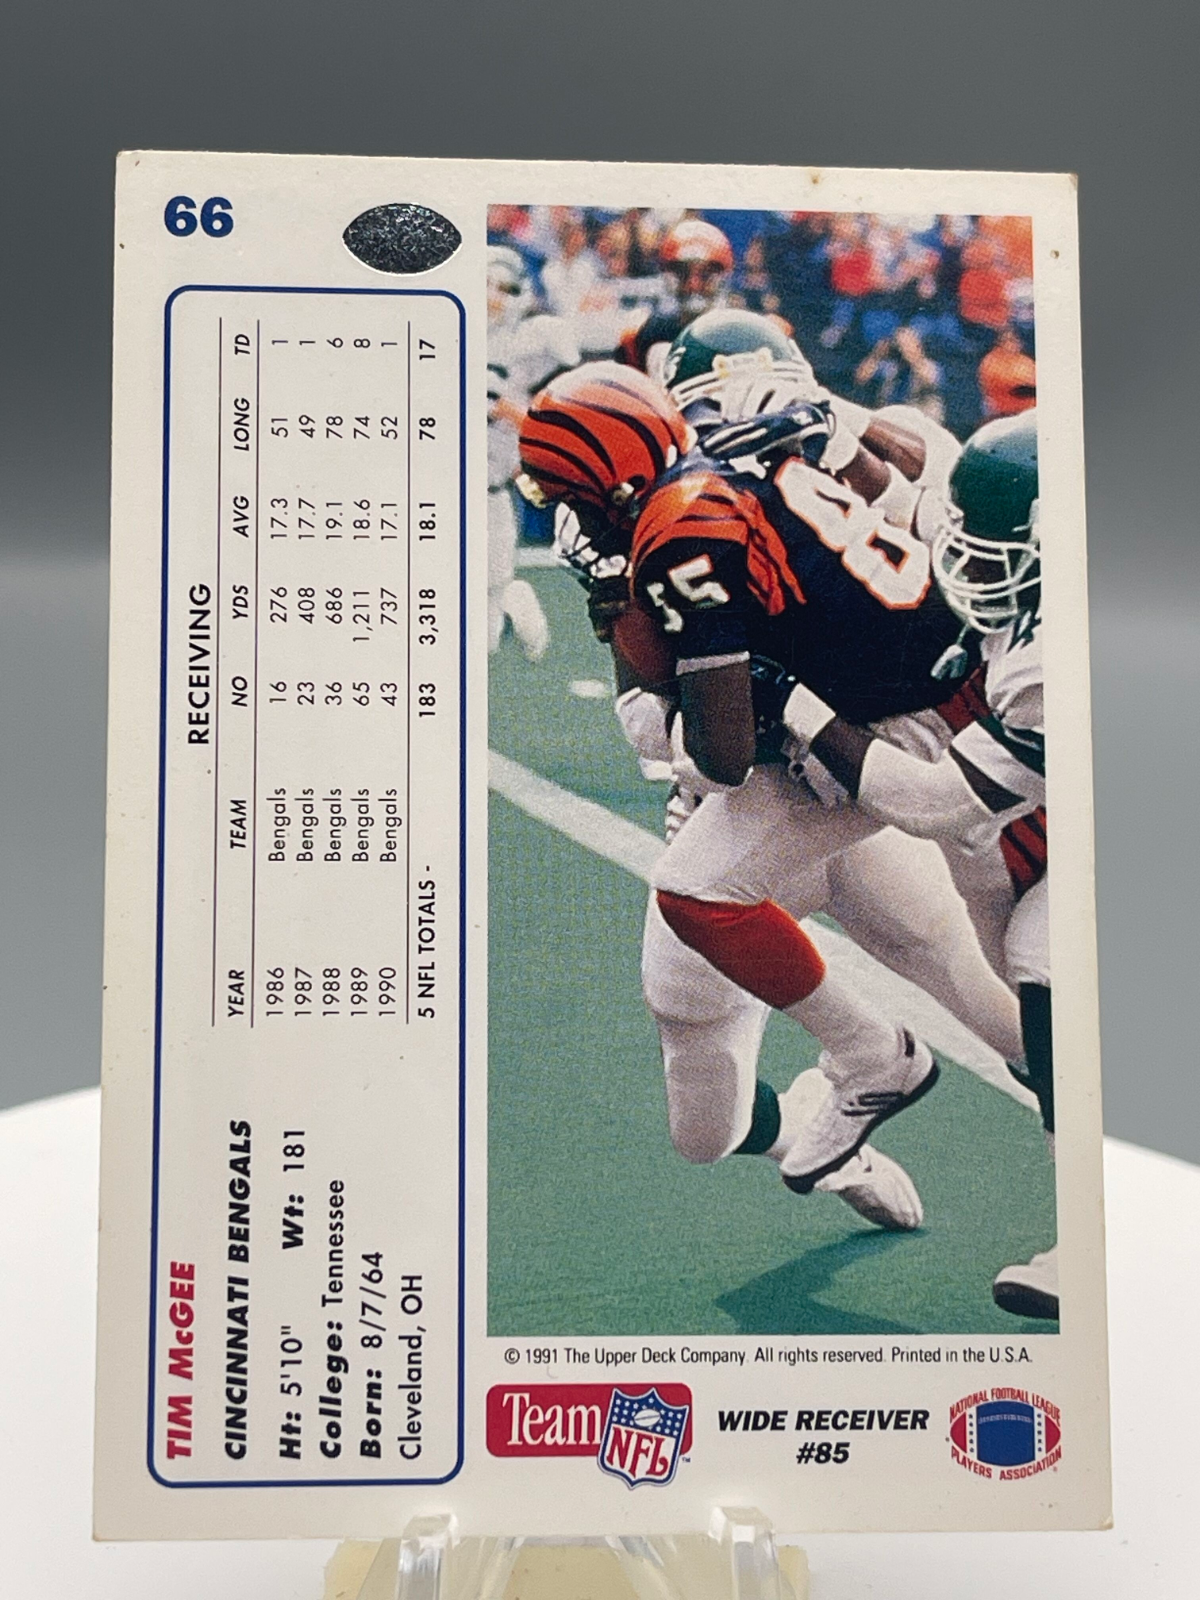 66
TIM McGEE
CINCINNATI BENGALS
Ht: 5'10" Wt: 181
College: Tennessee
Born: 8/7/64
Cleveland, OH
RECEIVING
YEAR TEAM NO YDS AVG LONG TD
1986 Bengals 16 276 17.3 51 1
1987 Bengals 23 408 17.7 49 1
1988 Bengals 36 686 19.1 78 6
1989 Bengals 65 1,211 18.6 74 8
1990 Bengals 43 737 17.1 52 1
5 NFL TOTALS - 183 3,318 18.1 78 17
85
© 1991 The Upper Deck Company. All rights reserved. Printed in the U.S.A.
Team NFL ™
WIDE RECEIVER
#85
NATIONAL FOOTBALL LEAGUE
PLAYERS ASSOCIATION